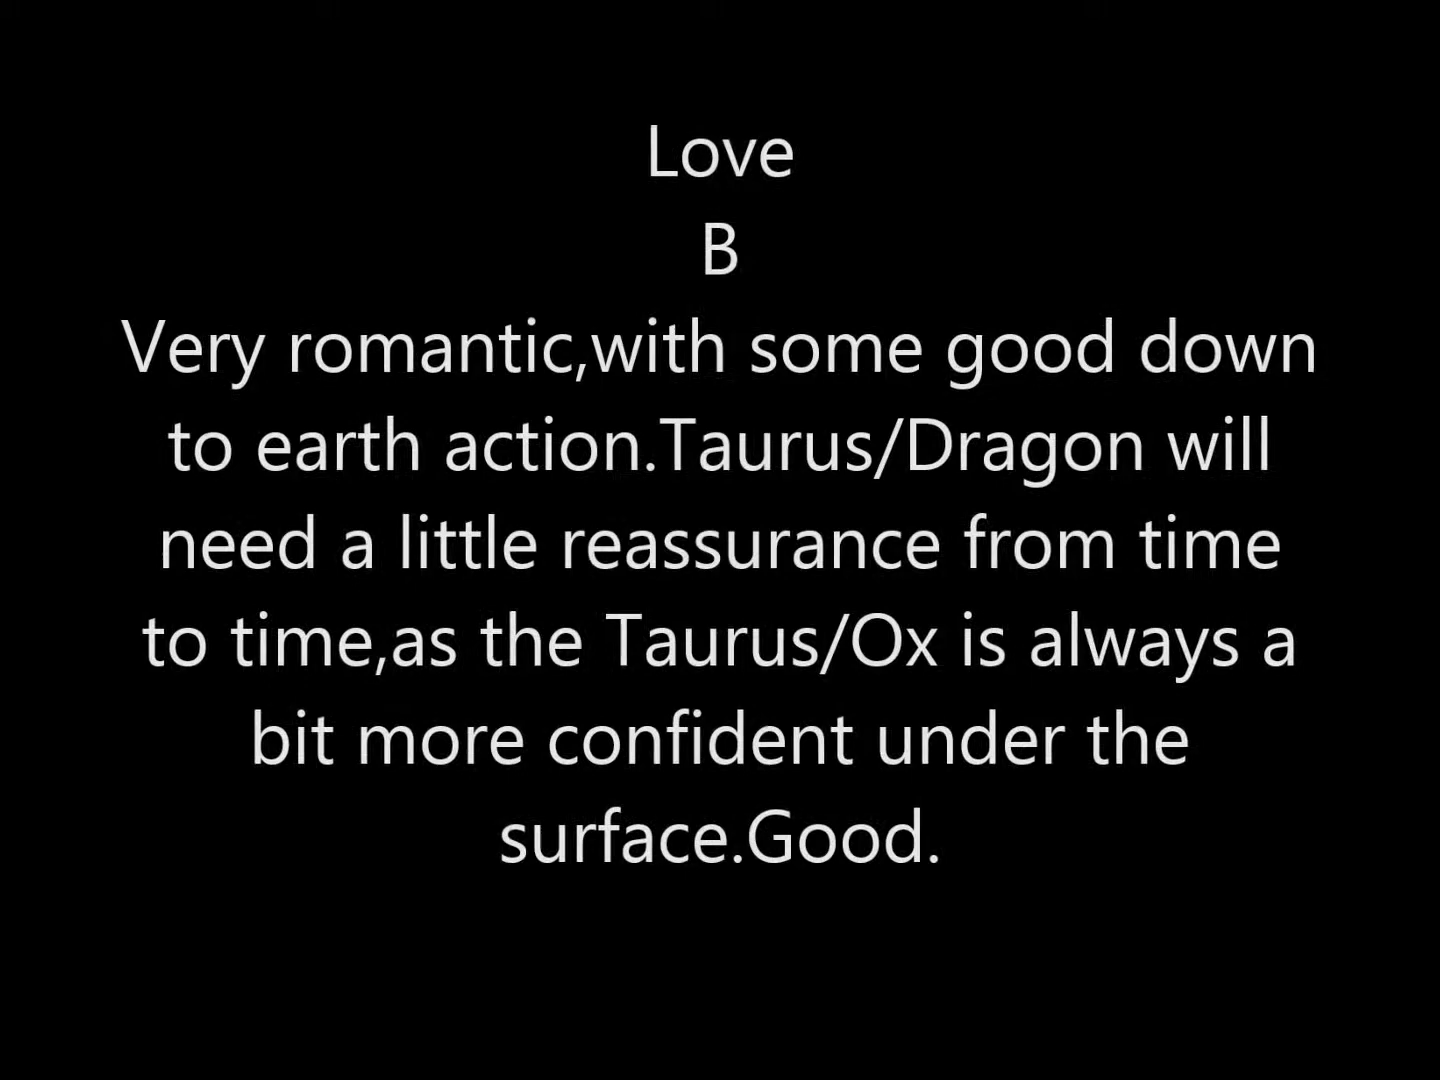 Love
B
Very romantic,with some good down
to earth action.Taurus/Dragon will
need a little reassurance from time
to time,as the Taurus/Ox is always a
bit more confident under the
surface.Good.